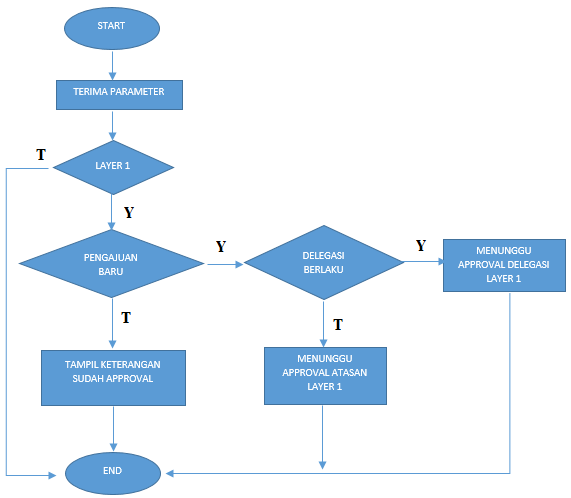 START
TERIMA PARAMETER
T
LAYER 1
Y
PENGAJUAN
BARU
Y
DELEGASI
BERLAKU
Y
MENUNGGU
APPROVAL DELEGASI
LAYER 1
T
T
TAMPIL KETERANGAN
SUDAH APPROVAL
MENUNGGU
APPROVAL ATASAN
LAYER 1
END